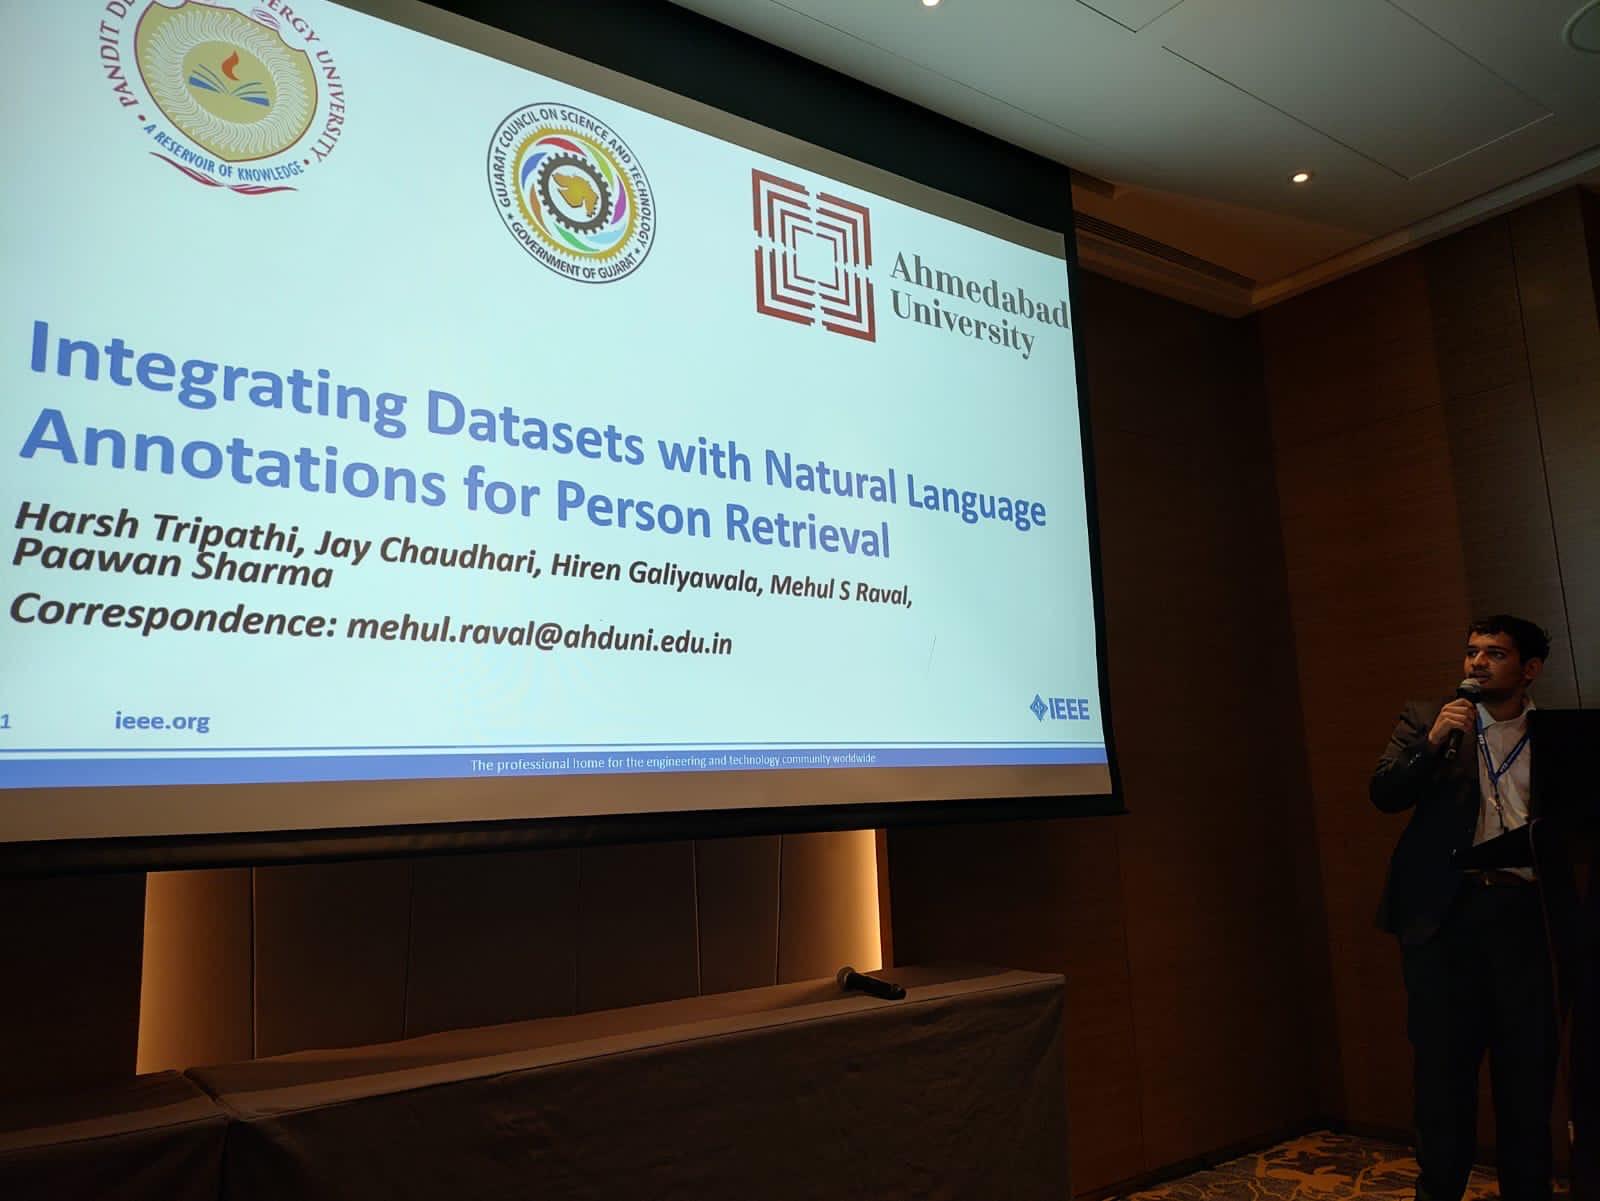 PANDIT D ERGY UNIVERSITY
• A RESERVOIR OF KNOWLEDGE •
GUJARAT COUNCIL ON SCIENCE AND TECHNOLOGY
★ GOVERNMENT OF GUJARAT ★
Ahmedabad
University
Integrating Datasets with Natural Language
Annotations for Person Retrieval
Harsh Tripathi, Jay Chaudhari, Hiren Galiyawala, Mehul S Raval,
Paawan Sharma
Correspondence: mehul.raval@ahduni.edu.in
1
ieee.org
IEEE
The professional home for the engineering and technology community worldwide